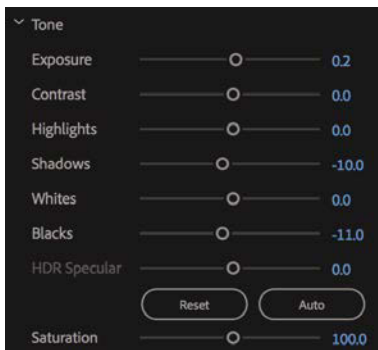 Tone
Exposure 0.2
Contrast 0.0
Highlights 0.0
Shadows -10.0
Whites 0.0
Blacks -11.0
HDR Specular 0.0
Reset Auto
Saturation 100.0